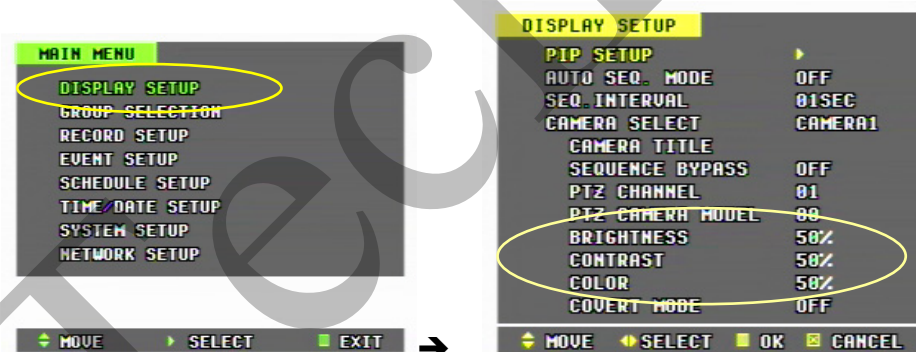 MAIN MENU
DISPLAY SETUP
GROUP SELECTION
RECORD SETUP
EVENT SETUP
SCHEDULE SETUP
TIME/DATE SETUP
SYSTEM SETUP
NETWORK SETUP
MOVE SELECT EXIT
DISPLAY SETUP
PIP SETUP
AUTO SEQ. MODE OFF
SEQ.INTERVAL 01SEC
CAMERA SELECT CAMERA1
CAMERA TITLE
SEQUENCE BYPASS OFF
PTZ CHANNEL 01
PTZ CAMERA MODEL 00
BRIGHTNESS 50%
CONTRAST 50%
COLOR 50%
COVERT MODE OFF
MOVE SELECT OK CANCEL